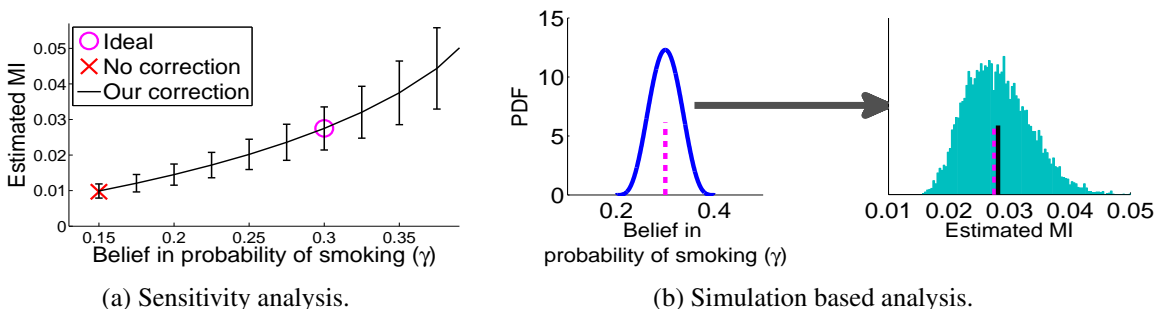 Estimated MI
0.05
0.04
0.03
0.02
0.01
0
Ideal
No correction
Our correction
0.15
0.2
0.25
0.3
0.35
Belief in probability of smoking (γ)
(a) Sensitivity analysis.
PDF
15
10
5
0
0.2
0.4
Belief in
probability of smoking (γ)
0.01
0.02
0.03
0.04
0.05
Estimated MI
(b) Simulation based analysis.